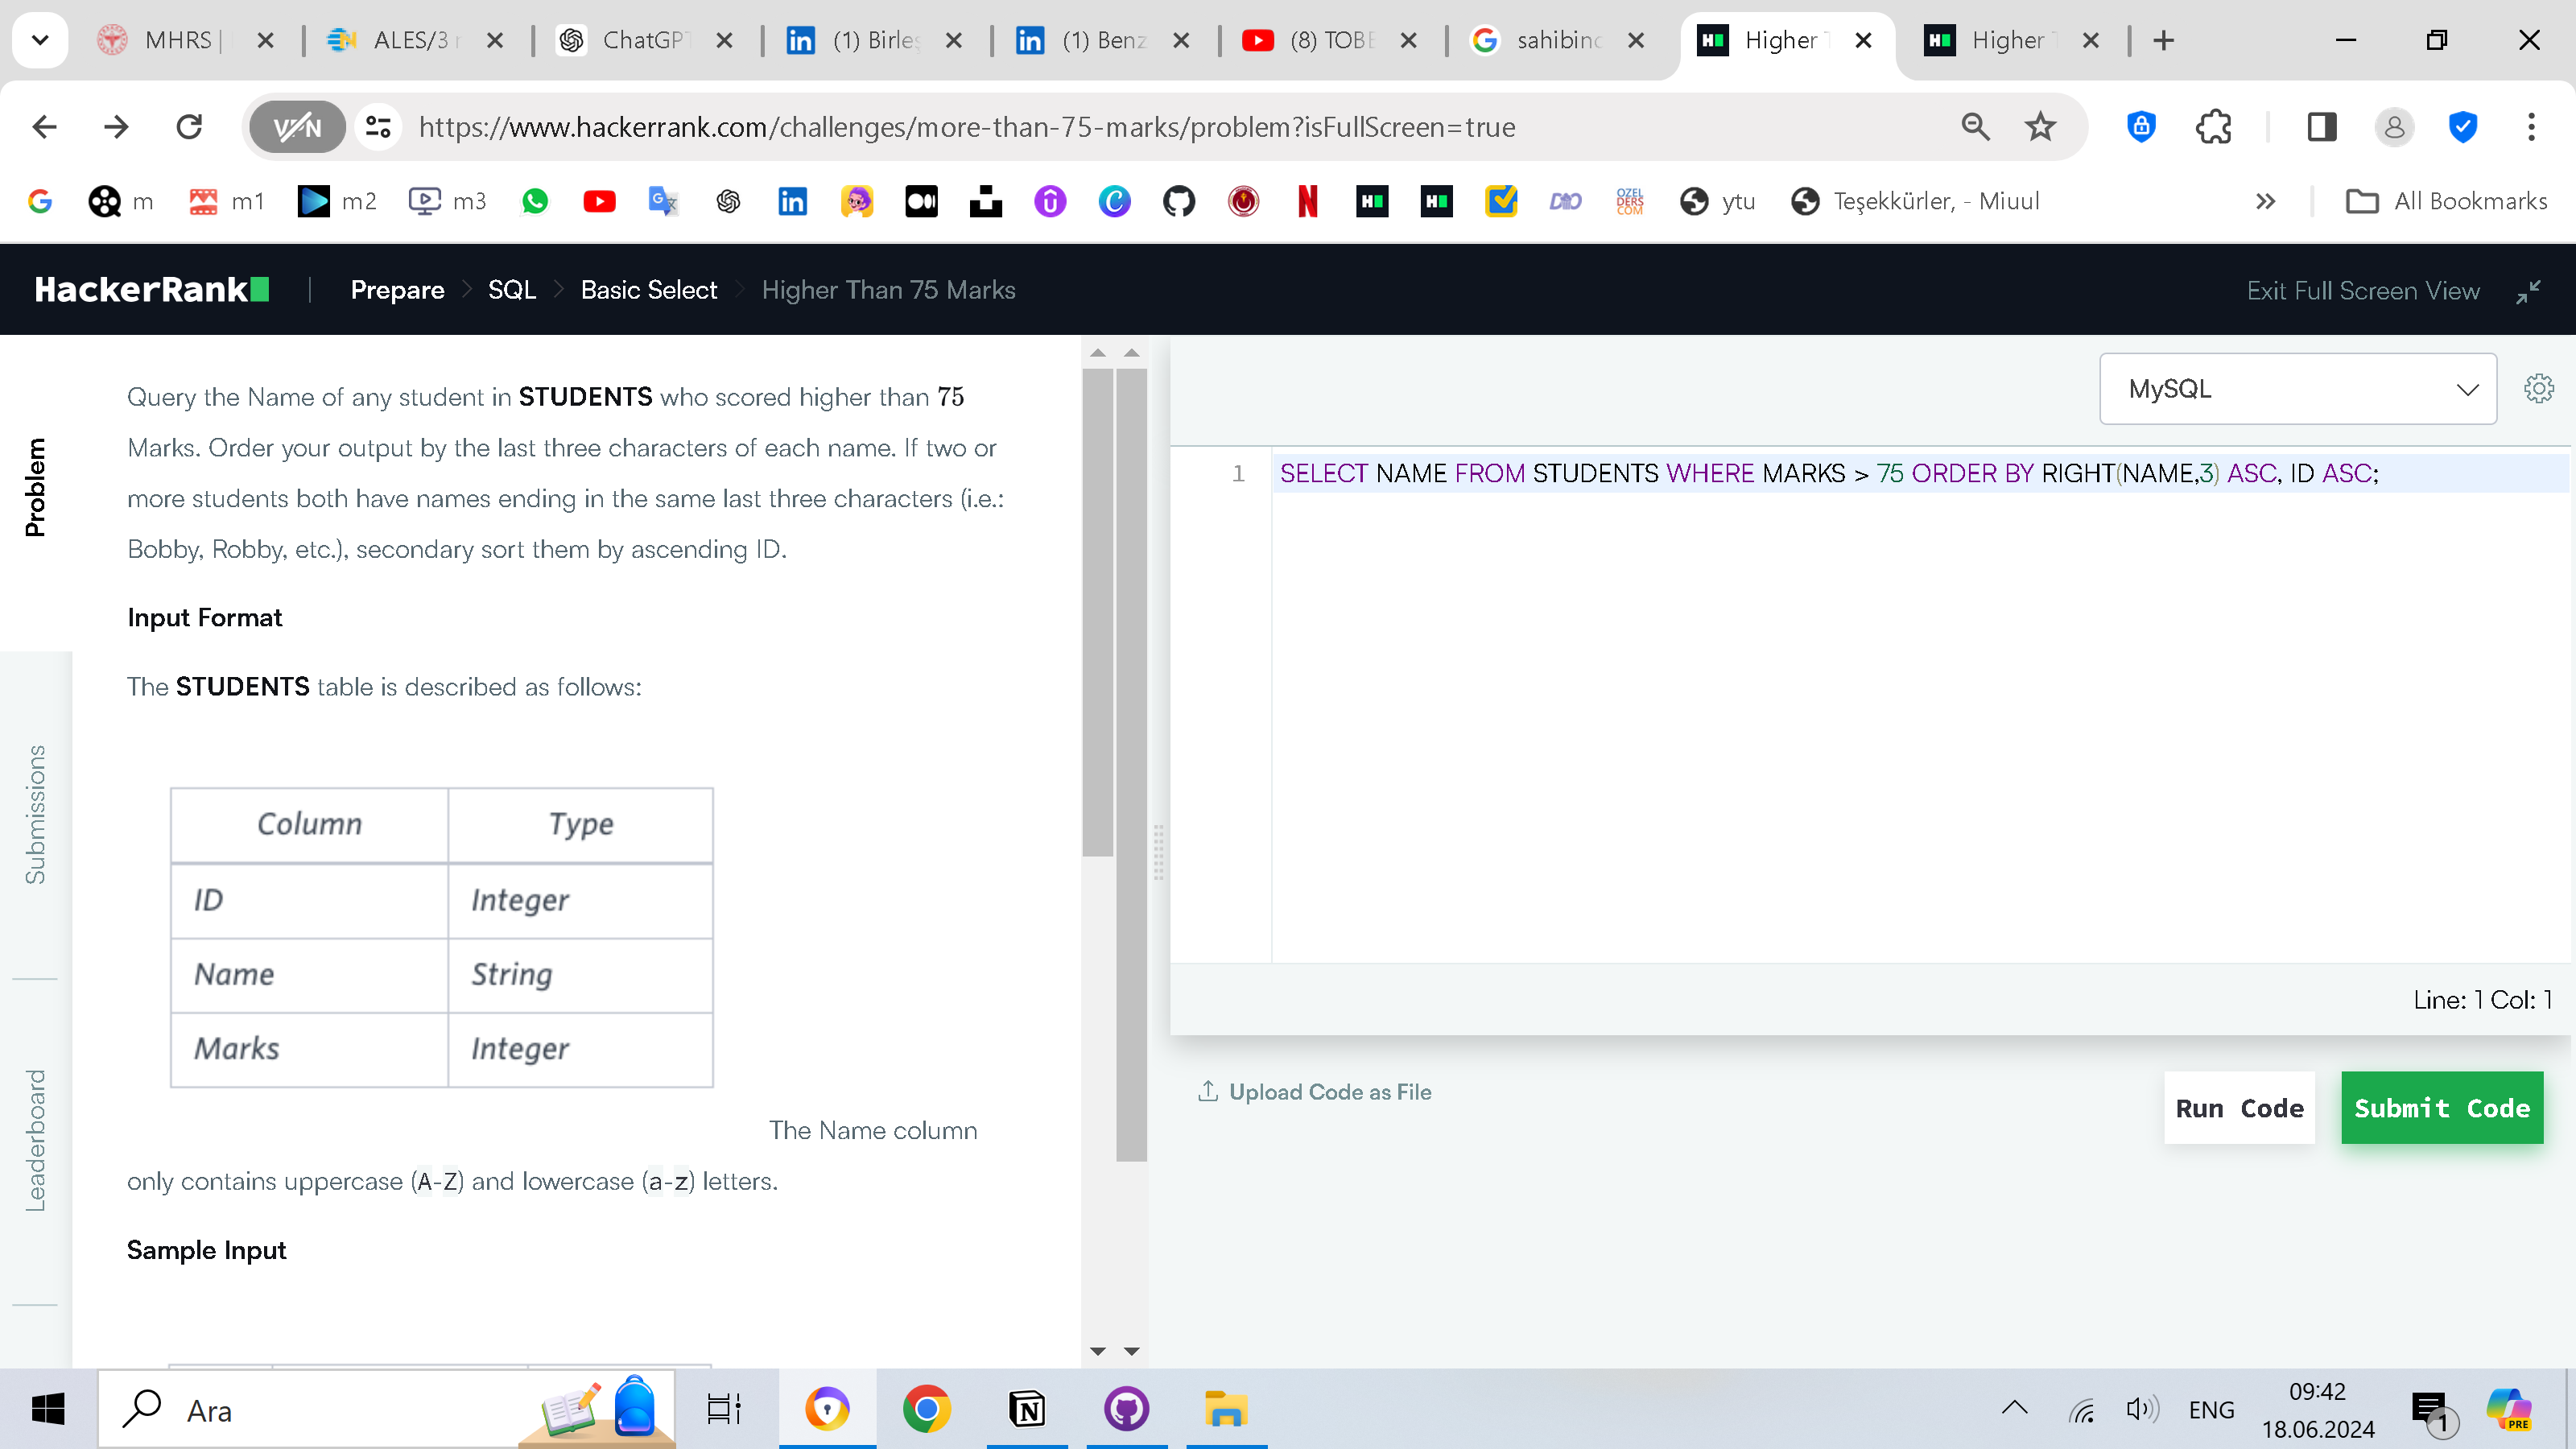 MHRS |
ALES/3
ChatGPT
(1) Birleş
(1) Benz
(8) TOBB
sahibinc
Higher T
Higher T
VPN
https://www.hackerrank.com/challenges/more-than-75-marks/problem?isFullScreen=true
m
m1
m2
m3
OZEL
DERS
COM
ytu
Teşekkürler, - Miuul
All Bookmarks
HackerRank
Prepare
SQL
Basic Select
Higher Than 75 Marks
Exit Full Screen View
Problem
Submissions
Leaderboard
Query the Name of any student in STUDENTS who scored higher than 75
Marks. Order your output by the last three characters of each name. If two or
more students both have names ending in the same last three characters (i.e.:
Bobby, Robby, etc.), secondary sort them by ascending ID.
Input Format
The STUDENTS table is described as follows:
Column Type
ID Integer
Name String
Marks Integer
The Name column
only contains uppercase (A-Z) and lowercase (a-z) letters.
Sample Input
MySQL
1 SELECT NAME FROM STUDENTS WHERE MARKS > 75 ORDER BY RIGHT(NAME,3) ASC, ID ASC;
Line: 1 Col: 1
Upload Code as File
Run Code
Submit Code
Ara
ENG
09:42
18.06.2024
1
PRE